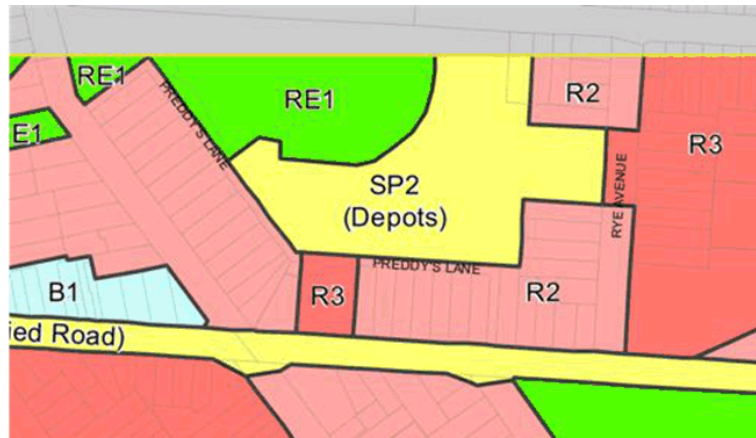 RE1
RE1
R2
E1
PREDDY'S LANE
R3
SP2
(Depots)
RYE AVENUE
PREDDY'S LANE
B1
R3
R2
ied Road)